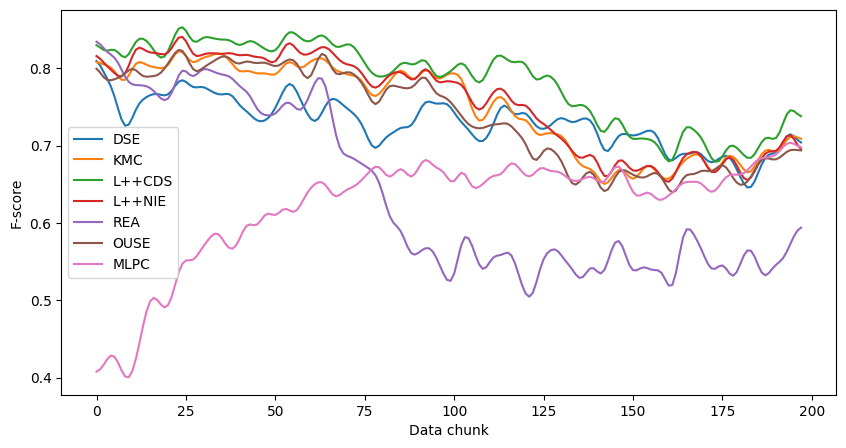 0.8
0.7
0.6
0.5
0.4
F-score
DSE
KMC
L++CDS
L++NIE
REA
OUSE
MLPC
0 25 50 75 100 125 150 175 200
Data chunk